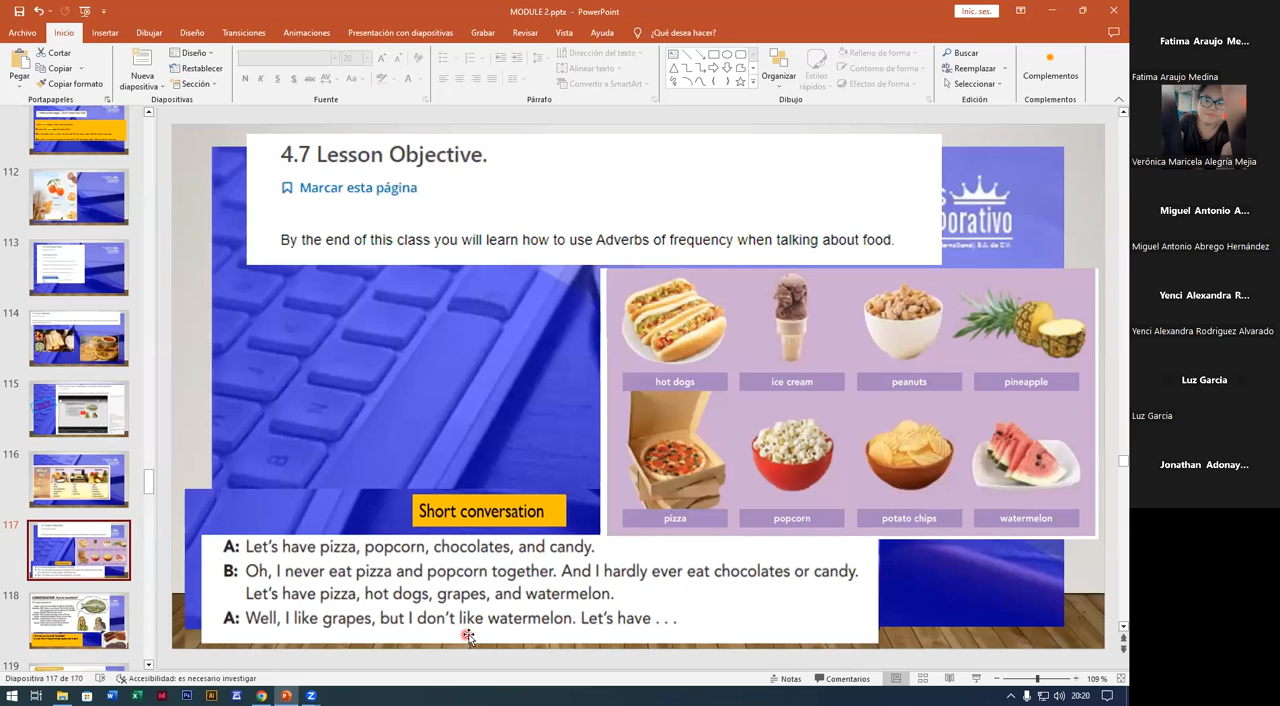 MODULE 2.pptx - PowerPoint
Inic. ses.
Archivo Inicio Insertar Dibujar Diseño Transiciones Animaciones Presentación con diapositivas Grabar Revisar Vista Ayuda ¿Qué desea hacer?
Pegar
Cortar
Copiar
Copiar formato
Portapapeles
Nueva diapositiva
Diseño
Restablecer
Sección
Diapositivas
20
N K S S abc AV Aa A
Fuente
Dirección del texto
Alinear texto
Convertir a SmartArt
Párrafo
Organizar
Estilos rápidos
Relleno de forma
Contorno de forma
Efectos de forma
Dibujo
Buscar
Reemplazar
Seleccionar
Edición
Complementos
Complementos
112
113
114
115
116
117
118
119
4.7 Lesson Objective.
Marcar esta página
By the end of this class you will learn how to use Adverbs of frequency when talking about food.
hot dogs
ice cream
peanuts
pineapple
pizza
popcorn
potato chips
watermelon
Short conversation
A: Let's have pizza, popcorn, chocolates, and candy.
B: Oh, I never eat pizza and popcorn together. And I hardly ever eat chocolates or candy.
Let's have pizza, hot dogs, grapes, and watermelon.
A: Well, I like grapes, but I don't like watermelon. Let's have . . .
Fatima Araujo Me...
Fatima Araujo Medina
Verónica Maricela Alegría Mejia
Miguel Antonio A...
Miguel Antonio Abrego Hernández
Yenci Alexandra R...
Yenci Alexandra Rodriguez Alvarado
Luz Garcia
Luz Garcia
Jonathan Adonay...
Diapositiva 117 de 170
Accesibilidad: es necesario investigar
Notas
Comentarios
109 %
20:20